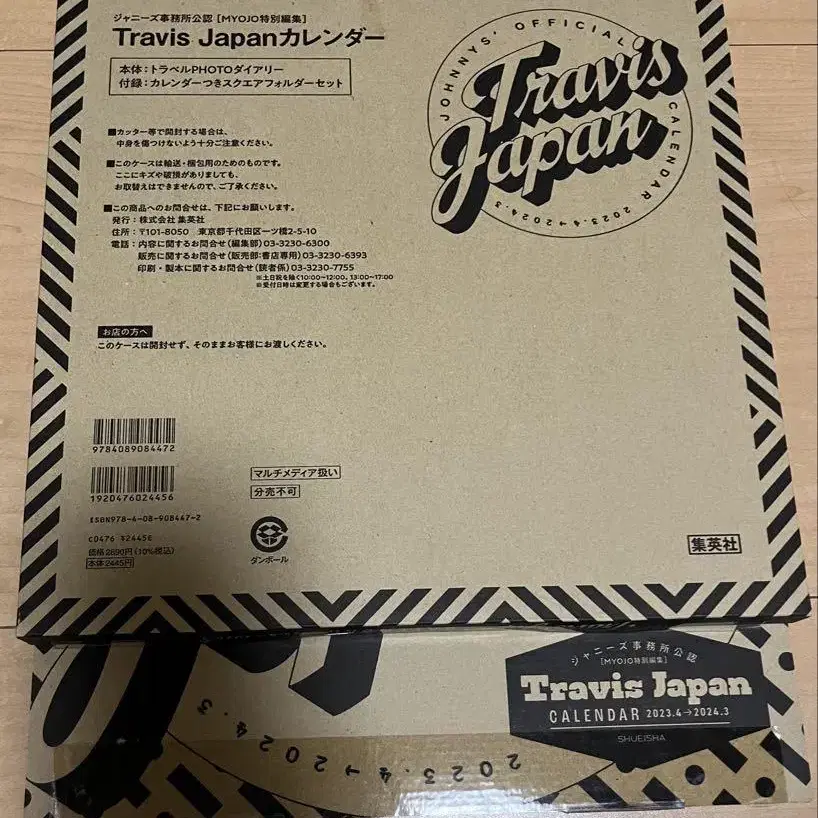 ジャニーズ事務所公認 [MYOJO特別編集]
Travis Japanカレンダー
本体:トラベルPHOTOダイアリー
付録:カレンダーつきスクエアフォルダーセット
JOHNNYS' OFFICIAL CALENDAR 2023.4→2024.3
Travis
Japan
■カッター等で開封する場合は、
中身を傷つけないよう十分ご注意ください。
■このケースは輸送・梱包用のためのものです。
ここにキズや破損がありましても、
お取替えはできませんので、ご了承ください。
■この商品へのお問合せは、下記にお願いします。
発行:株式会社 集英社
住所:〒101-8050 東京都千代田区一ツ橋2-5-10
電話:内容に関するお問合せ(編集部)03-3230-6300
販売に関するお問合せ(販売部:書店専用)03-3230-6393
印刷・製本に関するお問合せ(読者係)03-3230-7755
※土日祝を除く10:00~12:00、13:00~17:00
※受付日時は変更する場合もございます。
お店の方へ
このケースは開封せず、そのままお客様にお渡しください。
9784089084472
1920476024456
ISBN978-4-08-908447-2
C0476 ¥2445E
価格2690円(10%税込)
本体2445円
マルチメディア扱い
分売不可
ダンボール
集英社
ジャニーズ事務所公認
[MYOJO特別編集]
Travis Japan
CALENDAR 2023.4→2024.3
SHUEISHA
2023.4→2024.3